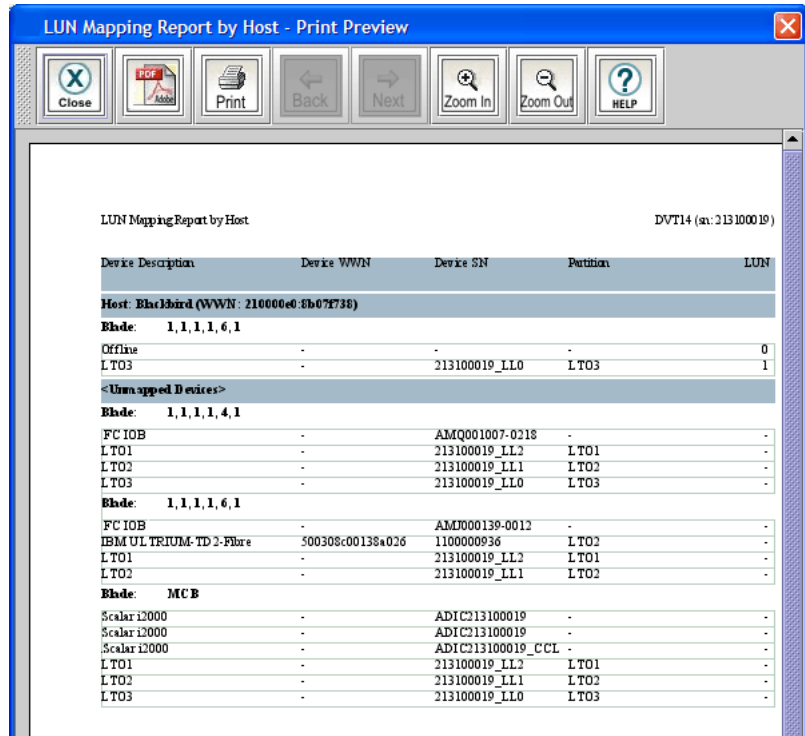 LUN Mapping Report by Host - Print Preview
X Close PDF Adobe Print Back Next Zoom In Zoom Out ? HELP
LUN Mapping Report by Host DVT14 (sn: 213100019)
Device Description Device WWN Device SN Partition LUN
Host: Blackbird (WWN: 210000e0:8b07f738)
Blade: 1,1,1,1,6,1
Offline - - - 0
LTO3 - 213100019_LL0 LTO3 1
<Unmapped Devices>
Blade: 1,1,1,1,4,1
FC IOB - AMQ001007-0218 - -
LTO1 - 213100019_LL2 LTO1 -
LTO2 - 213100019_LL1 LTO2 -
LTO3 - 213100019_LL0 LTO3 -
Blade: 1,1,1,1,6,1
FC IOB - AMJ000139-0012 - -
IBM ULTRIUM-TD2-Fibre 500308c00138a026 1100000936 LTO2 -
LTO1 - 213100019_LL2 LTO1 -
LTO2 - 213100019_LL1 LTO2 -
Blade: MCB
Scalar i2000 - ADIC213100019 - -
Scalar i2000 - ADIC213100019 - -
Scalar i2000 - ADIC213100019_CCL - -
LTO1 - 213100019_LL2 LTO1 -
LTO2 - 213100019_LL1 LTO2 -
LTO3 - 213100019_LL0 LTO3 -